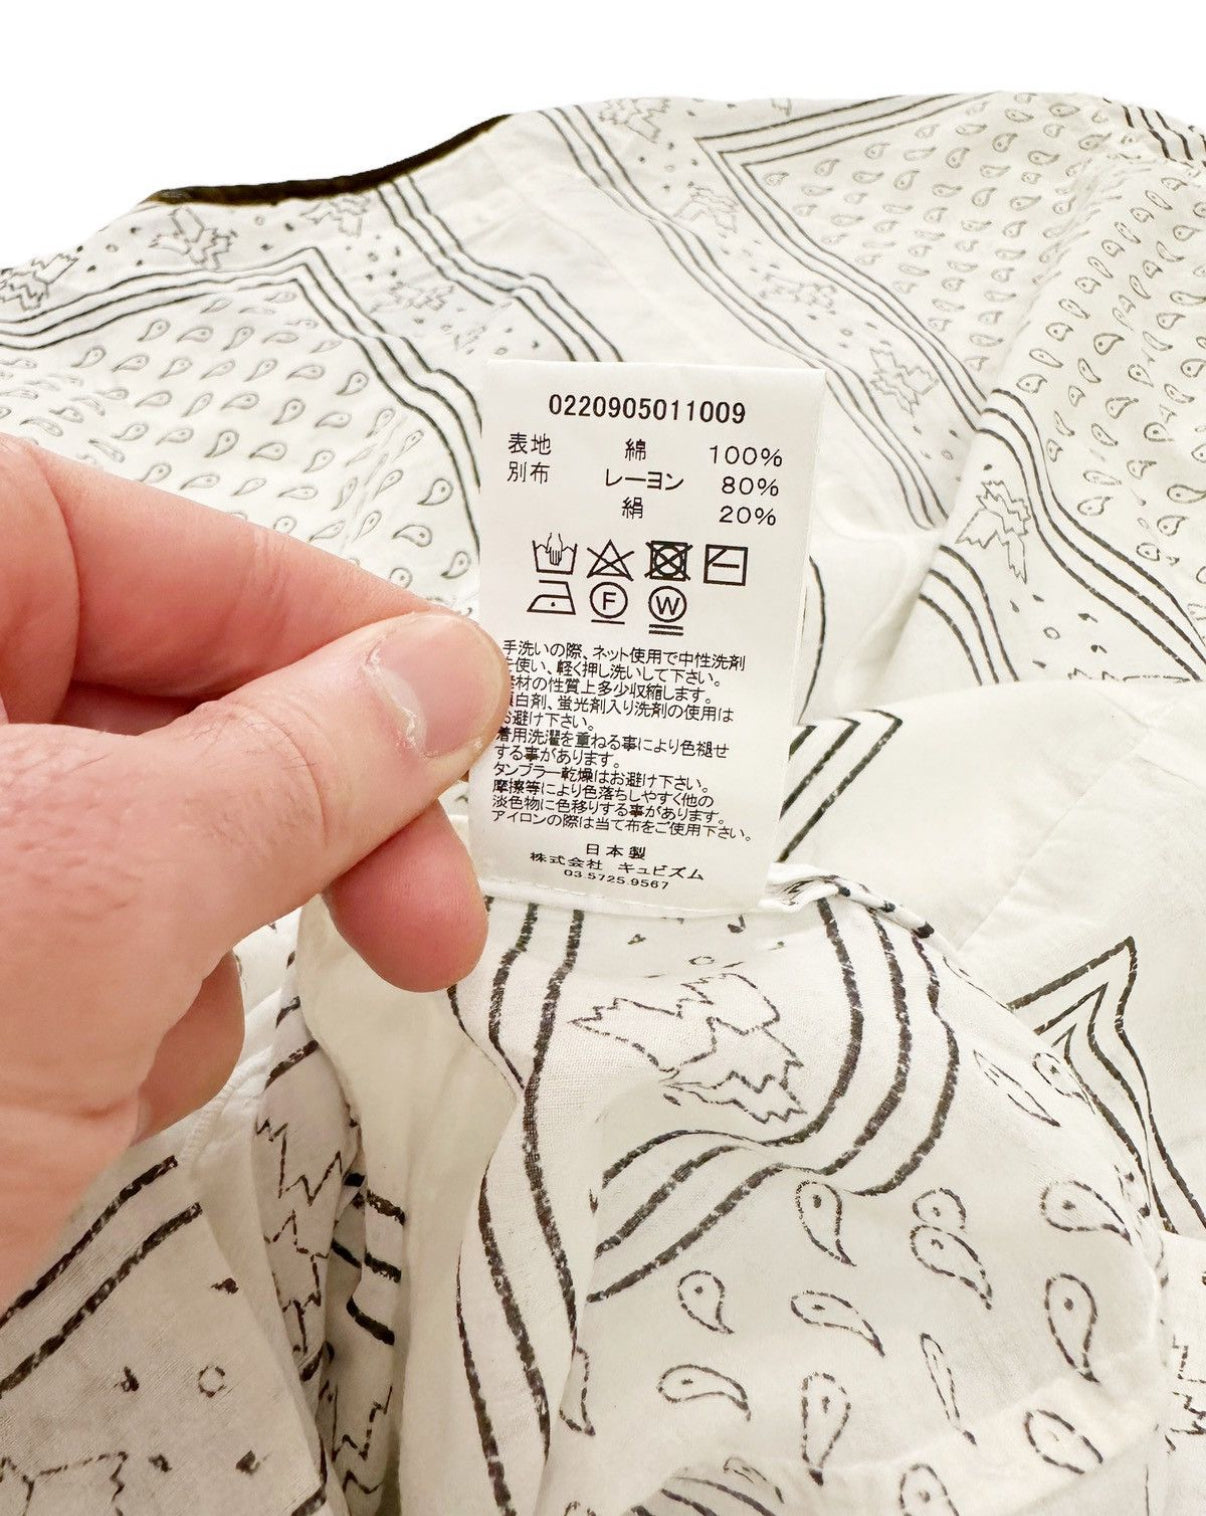 0220905011009
表地 綿 100%
別布 レーヨン 80%
絹 20%
F W
手洗いの際、ネット使用で中性洗剤
使い、軽く押し洗いして下さい。
材の性質上多少収縮します。
白剤、蛍光剤入り洗剤の使用は
お避け下さい。
着用洗濯を重ねる事により色褪せ
する事があります。
タンブラー乾燥はお避け下さい。
摩擦等により色落ちしやすく他の
淡色物に色移りする事があります。
アイロンの際は当て布をご使用下さい。
日本製
株式会社 キュビズム
03.5725.9567